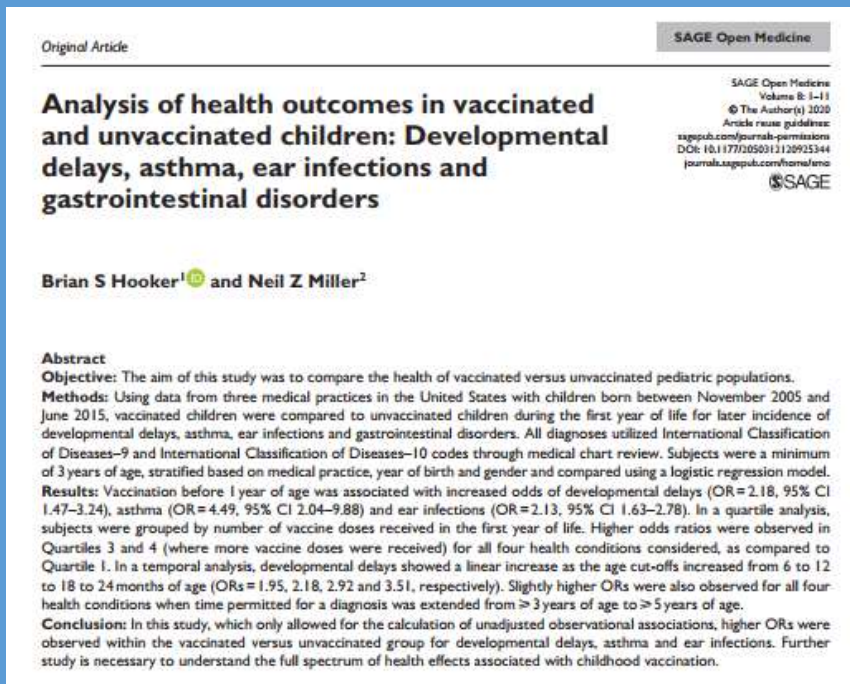 Original Article
SAGE Open Medicine
Analysis of health outcomes in vaccinated
and unvaccinated children: Developmental
delays, asthma, ear infections and
gastrointestinal disorders
SAGE Open Medicine
Volume 8: 1–11
© The Author(s) 2020
Article reuse guidelines:
sagepub.com/journals-permissions
DOI: 10.1177/2050312120925344
journals.sagepub.com/home/smo
SAGE
Brian S Hooker1 iD and Neil Z Miller2
Abstract
Objective: The aim of this study was to compare the health of vaccinated versus unvaccinated pediatric populations.
Methods: Using data from three medical practices in the United States with children born between November 2005 and
June 2015, vaccinated children were compared to unvaccinated children during the first year of life for later incidence of
developmental delays, asthma, ear infections and gastrointestinal disorders. All diagnoses utilized International Classification
of Diseases–9 and International Classification of Diseases–10 codes through medical chart review. Subjects were a minimum
of 3 years of age, stratified based on medical practice, year of birth and gender and compared using a logistic regression model.
Results: Vaccination before 1 year of age was associated with increased odds of developmental delays (OR = 2.18, 95% CI
1.47–3.24), asthma (OR = 4.49, 95% CI 2.04–9.88) and ear infections (OR = 2.13, 95% CI 1.63–2.78). In a quartile analysis,
subjects were grouped by number of vaccine doses received in the first year of life. Higher odds ratios were observed in
Quartiles 3 and 4 (where more vaccine doses were received) for all four health conditions considered, as compared to
Quartile 1. In a temporal analysis, developmental delays showed a linear increase as the age cut-offs increased from 6 to 12
to 18 to 24 months of age (ORs = 1.95, 2.18, 2.92 and 3.51, respectively). Slightly higher ORs were also observed for all four
health conditions when time permitted for a diagnosis was extended from ⩾ 3 years of age to ⩾ 5 years of age.
Conclusion: In this study, which only allowed for the calculation of unadjusted observational associations, higher ORs were
observed within the vaccinated versus unvaccinated group for developmental delays, asthma and ear infections. Further
study is necessary to understand the full spectrum of health effects associated with childhood vaccination.